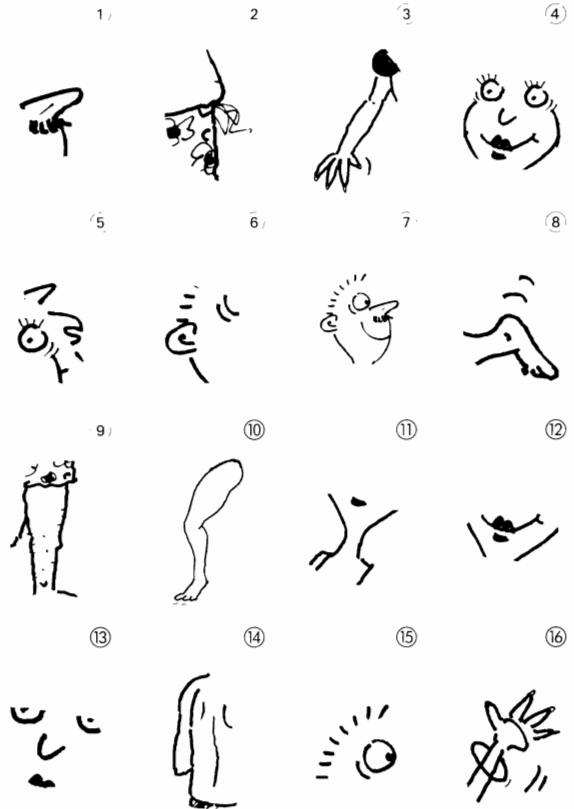 1 2 3 ④
5 6 7 ⑧
9 ⑩ ⑪ ⑫
⑬ ⑭ ⑮ ⑯